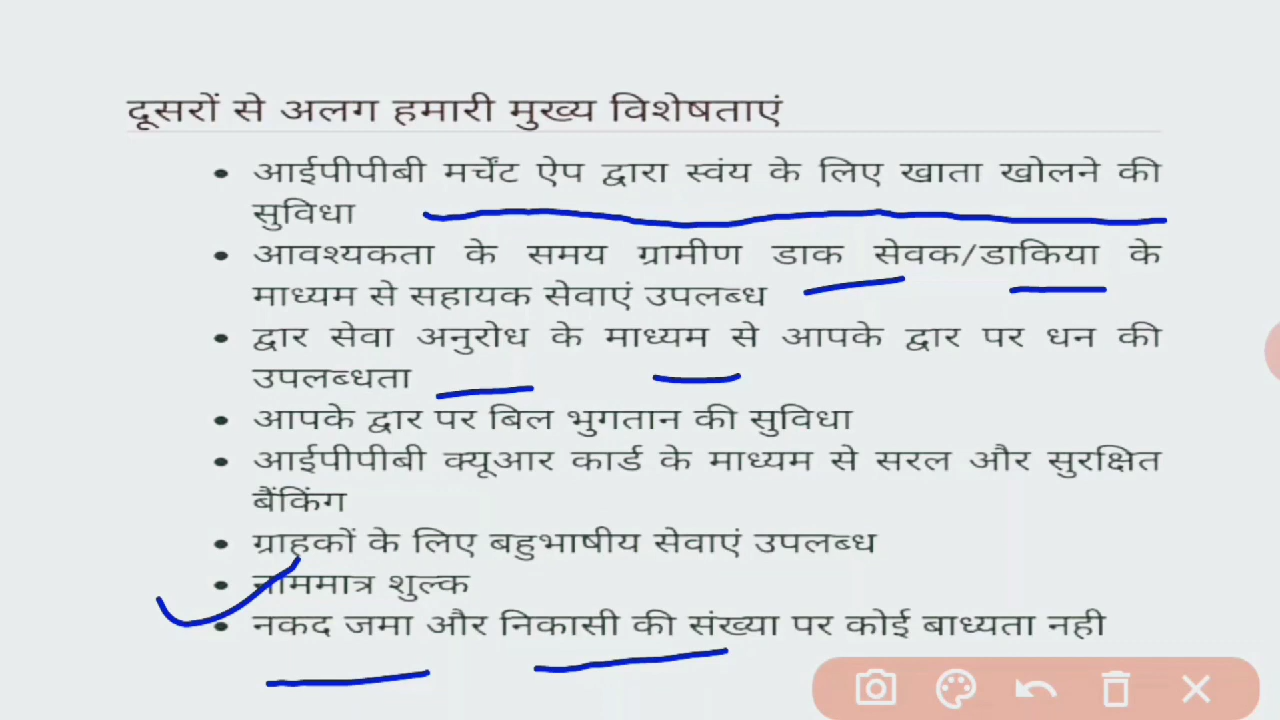 दूसरों से अलग हमारी मुख्य विशेषताएं
• आईपीपीबी मर्चेंट ऐप द्वारा स्वंय के लिए खाता खोलने की
सुविधा
• आवश्यकता के समय ग्रामीण डाक सेवक/डाकिया के
माध्यम से सहायक सेवाएं उपलब्ध
• द्वार सेवा अनुरोध के माध्यम से आपके द्वार पर धन की
उपलब्धता
• आपके द्वार पर बिल भुगतान की सुविधा
• आईपीपीबी क्यूआर कार्ड के माध्यम से सरल और सुरक्षित
बैंकिंग
• ग्राहकों के लिए बहुभाषीय सेवाएं उपलब्ध
• नाममात्र शुल्क
• नकद जमा और निकासी की संख्या पर कोई बाध्यता नही